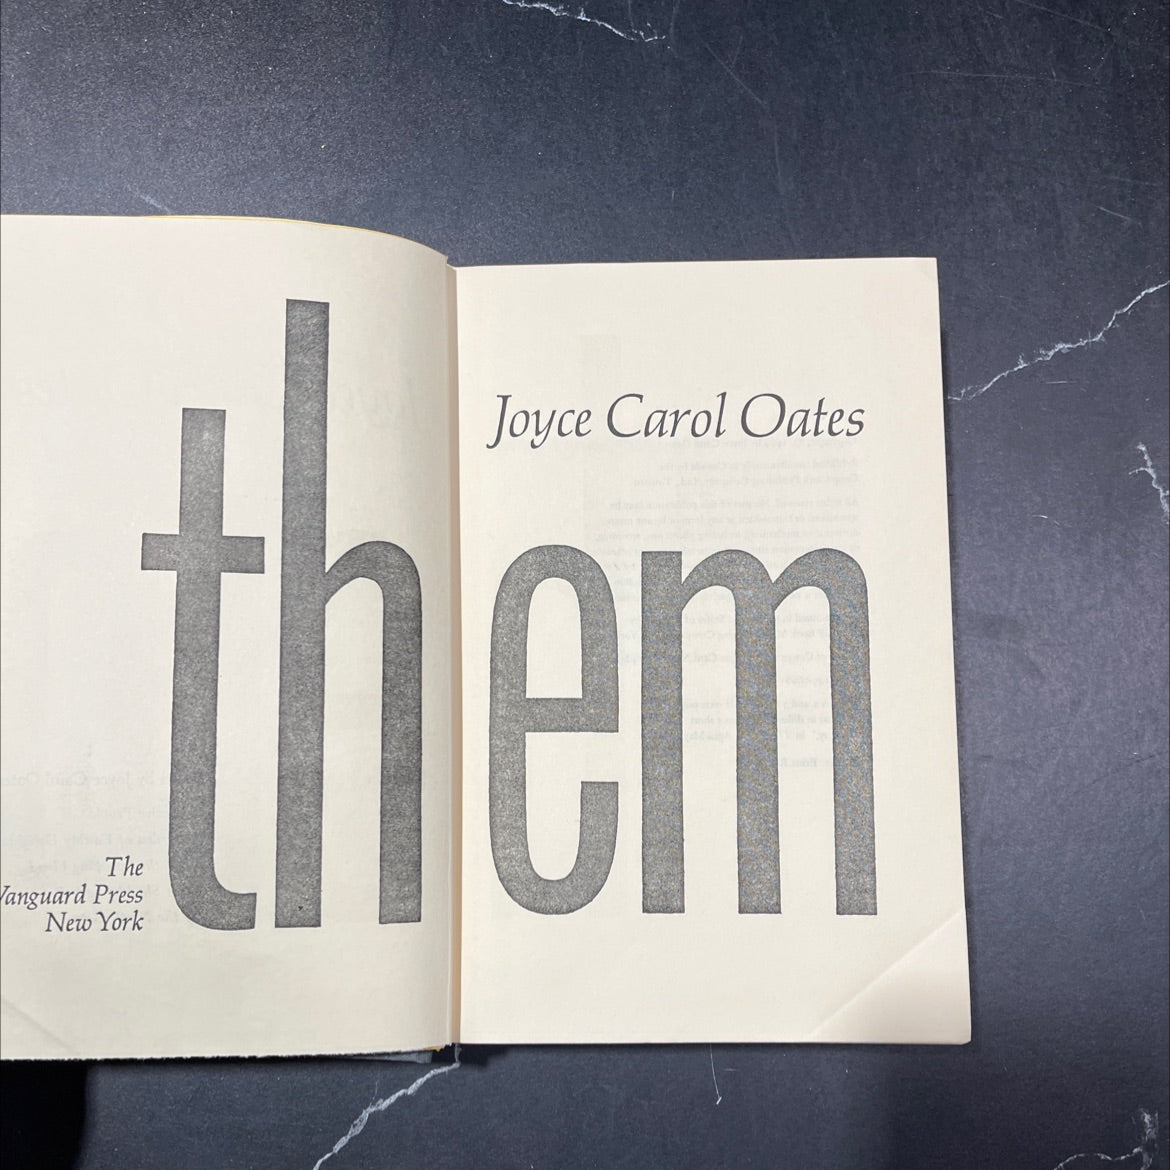 Joyce Carol Oates
them
The
Vanguard Press
New York